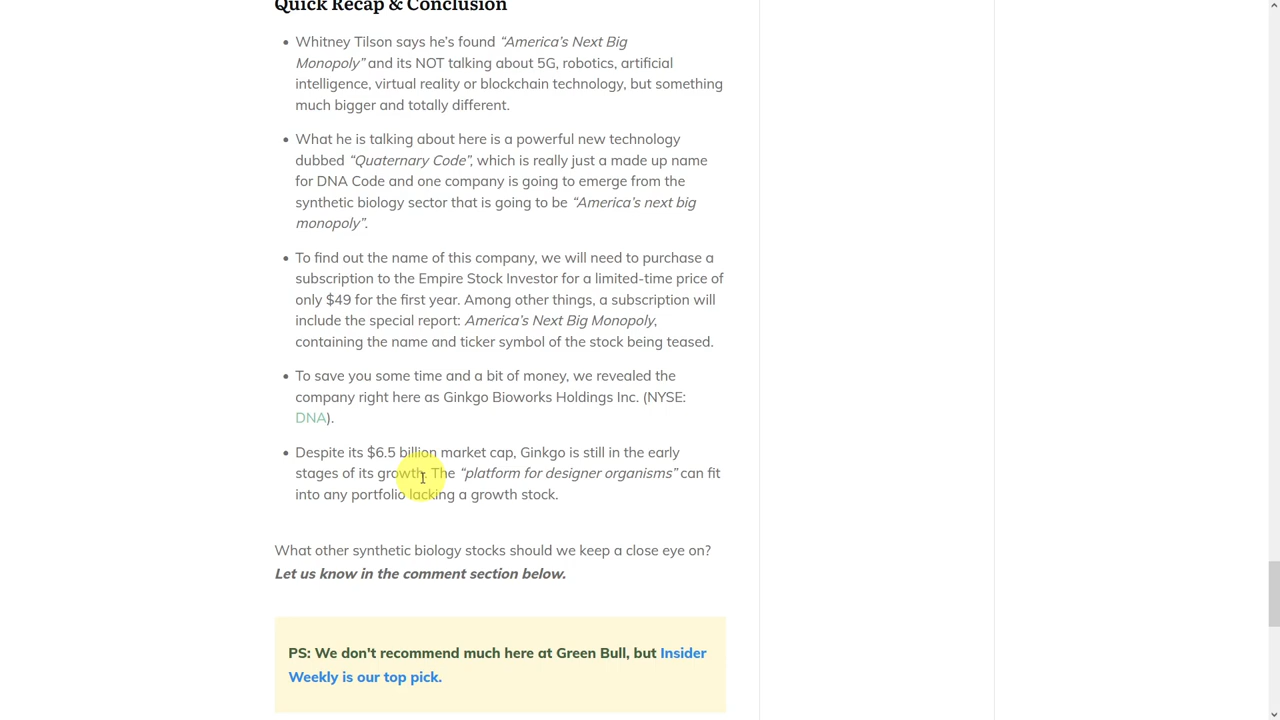 Quick Recap & Conclusion
• Whitney Tilson says he's found “America's Next Big
Monopoly” and its NOT talking about 5G, robotics, artificial
intelligence, virtual reality or blockchain technology, but something
much bigger and totally different.
• What he is talking about here is a powerful new technology
dubbed “Quaternary Code”, which is really just a made up name
for DNA Code and one company is going to emerge from the
synthetic biology sector that is going to be “America's next big
monopoly”.
• To find out the name of this company, we will need to purchase a
subscription to the Empire Stock Investor for a limited-time price of
only $49 for the first year. Among other things, a subscription will
include the special report: America's Next Big Monopoly,
containing the name and ticker symbol of the stock being teased.
• To save you some time and a bit of money, we revealed the
company right here as Ginkgo Bioworks Holdings Inc. (NYSE:
DNA).
• Despite its $6.5 billion market cap, Ginkgo is still in the early
stages of its growth. The “platform for designer organisms” can fit
into any portfolio lacking a growth stock.
What other synthetic biology stocks should we keep a close eye on?
Let us know in the comment section below.
PS: We don't recommend much here at Green Bull, but Insider
Weekly is our top pick.